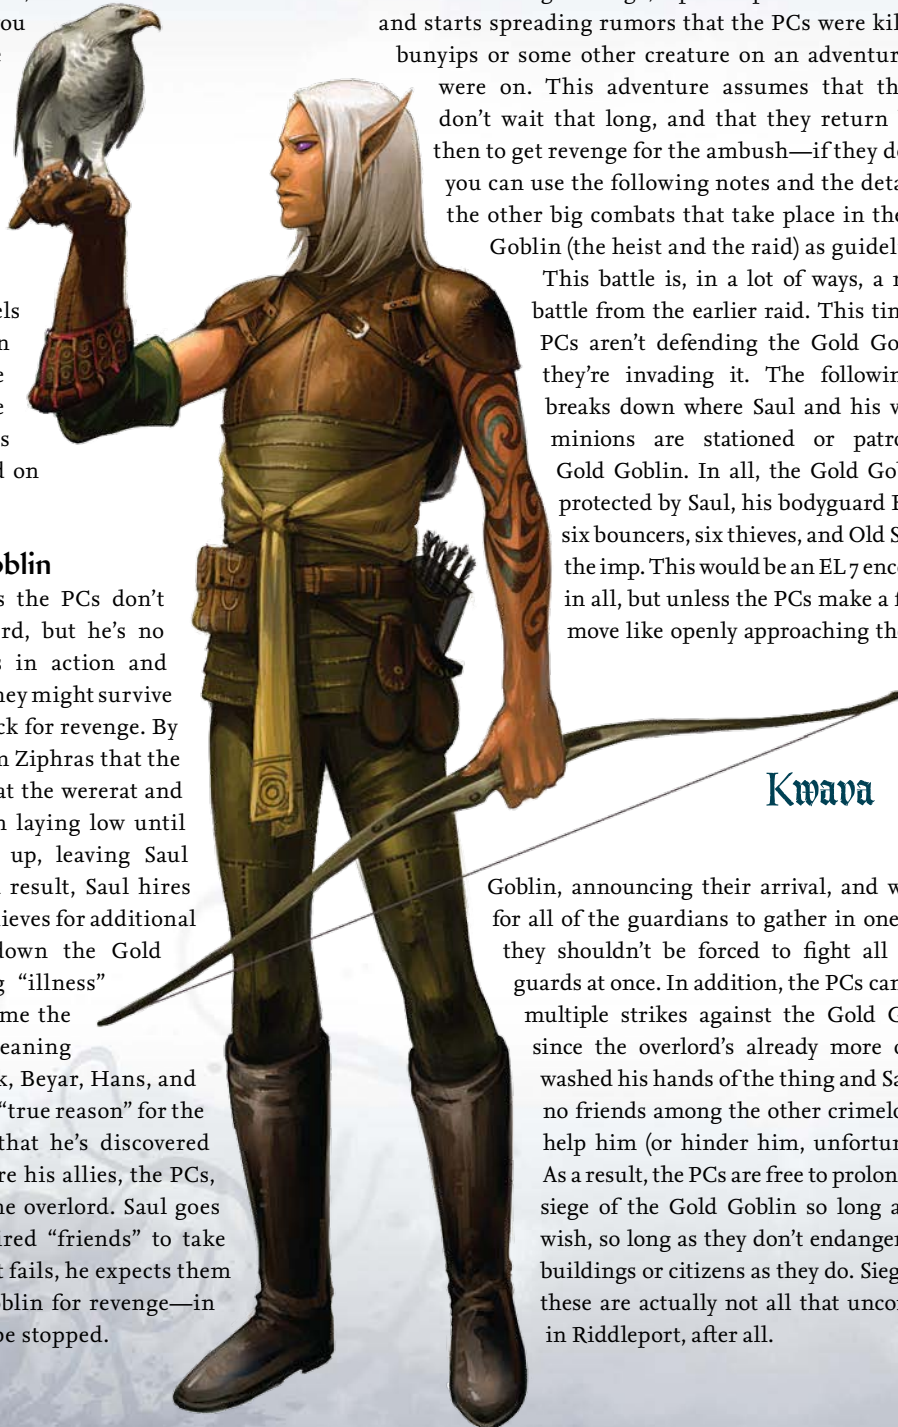 you
els
n
e
e
s
d on
oblin
s the PCs don't
rd, but he's no
s in action and
hey might survive
ck for revenge. By
n Ziphras that the
at the wererat and
n laying low until
up, leaving Saul
result, Saul hires
ieves for additional
down the Gold
g “illness”
me the
eaning
k, Beyar, Hans, and
“true reason” for the
that he's discovered
re his allies, the PCs,
he overlord. Saul goes
ired “friends” to take
t fails, he expects them
oblin for revenge—in
be stopped.
and starts spreading rumors that the PCs were kil
bunyips or some other creature on an adventur
were on. This adventure assumes that th
don't wait that long, and that they return
then to get revenge for the ambush—if they do
you can use the following notes and the deta
the other big combats that take place in the
Goblin (the heist and the raid) as guidel
This battle is, in a lot of ways, a r
battle from the earlier raid. This tim
PCs aren't defending the Gold Go
they're invading it. The followin
breaks down where Saul and his v
minions are stationed or patro
Gold Goblin. In all, the Gold Gol
protected by Saul, his bodyguard
six bouncers, six thieves, and Old S
the imp. This would be an EL 7 enc
in all, but unless the PCs make a f
move like openly approaching the
Kwava
Goblin, announcing their arrival, and w
for all of the guardians to gather in one
they shouldn't be forced to fight all
guards at once. In addition, the PCs can
multiple strikes against the Gold G
since the overlord's already more o
washed his hands of the thing and Sa
no friends among the other crimelo
help him (or hinder him, unfortun
As a result, the PCs are free to prolon
siege of the Gold Goblin so long a
wish, so long as they don't endanger
buildings or citizens as they do. Sieg
these are actually not all that unco
in Riddleport, after all.